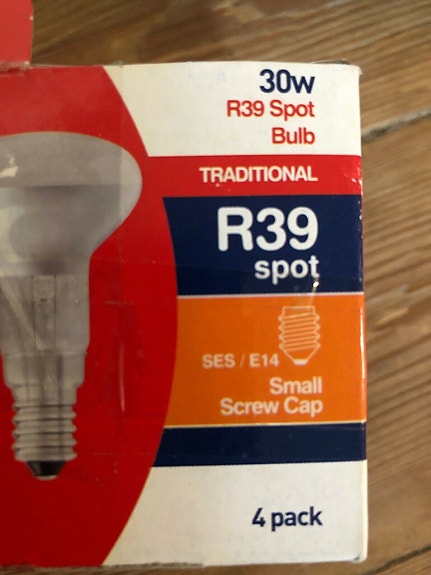 30w
R39 Spot
Bulb
TRADITIONAL
R39
spot
SES / E14
Small
Screw Cap
4 pack